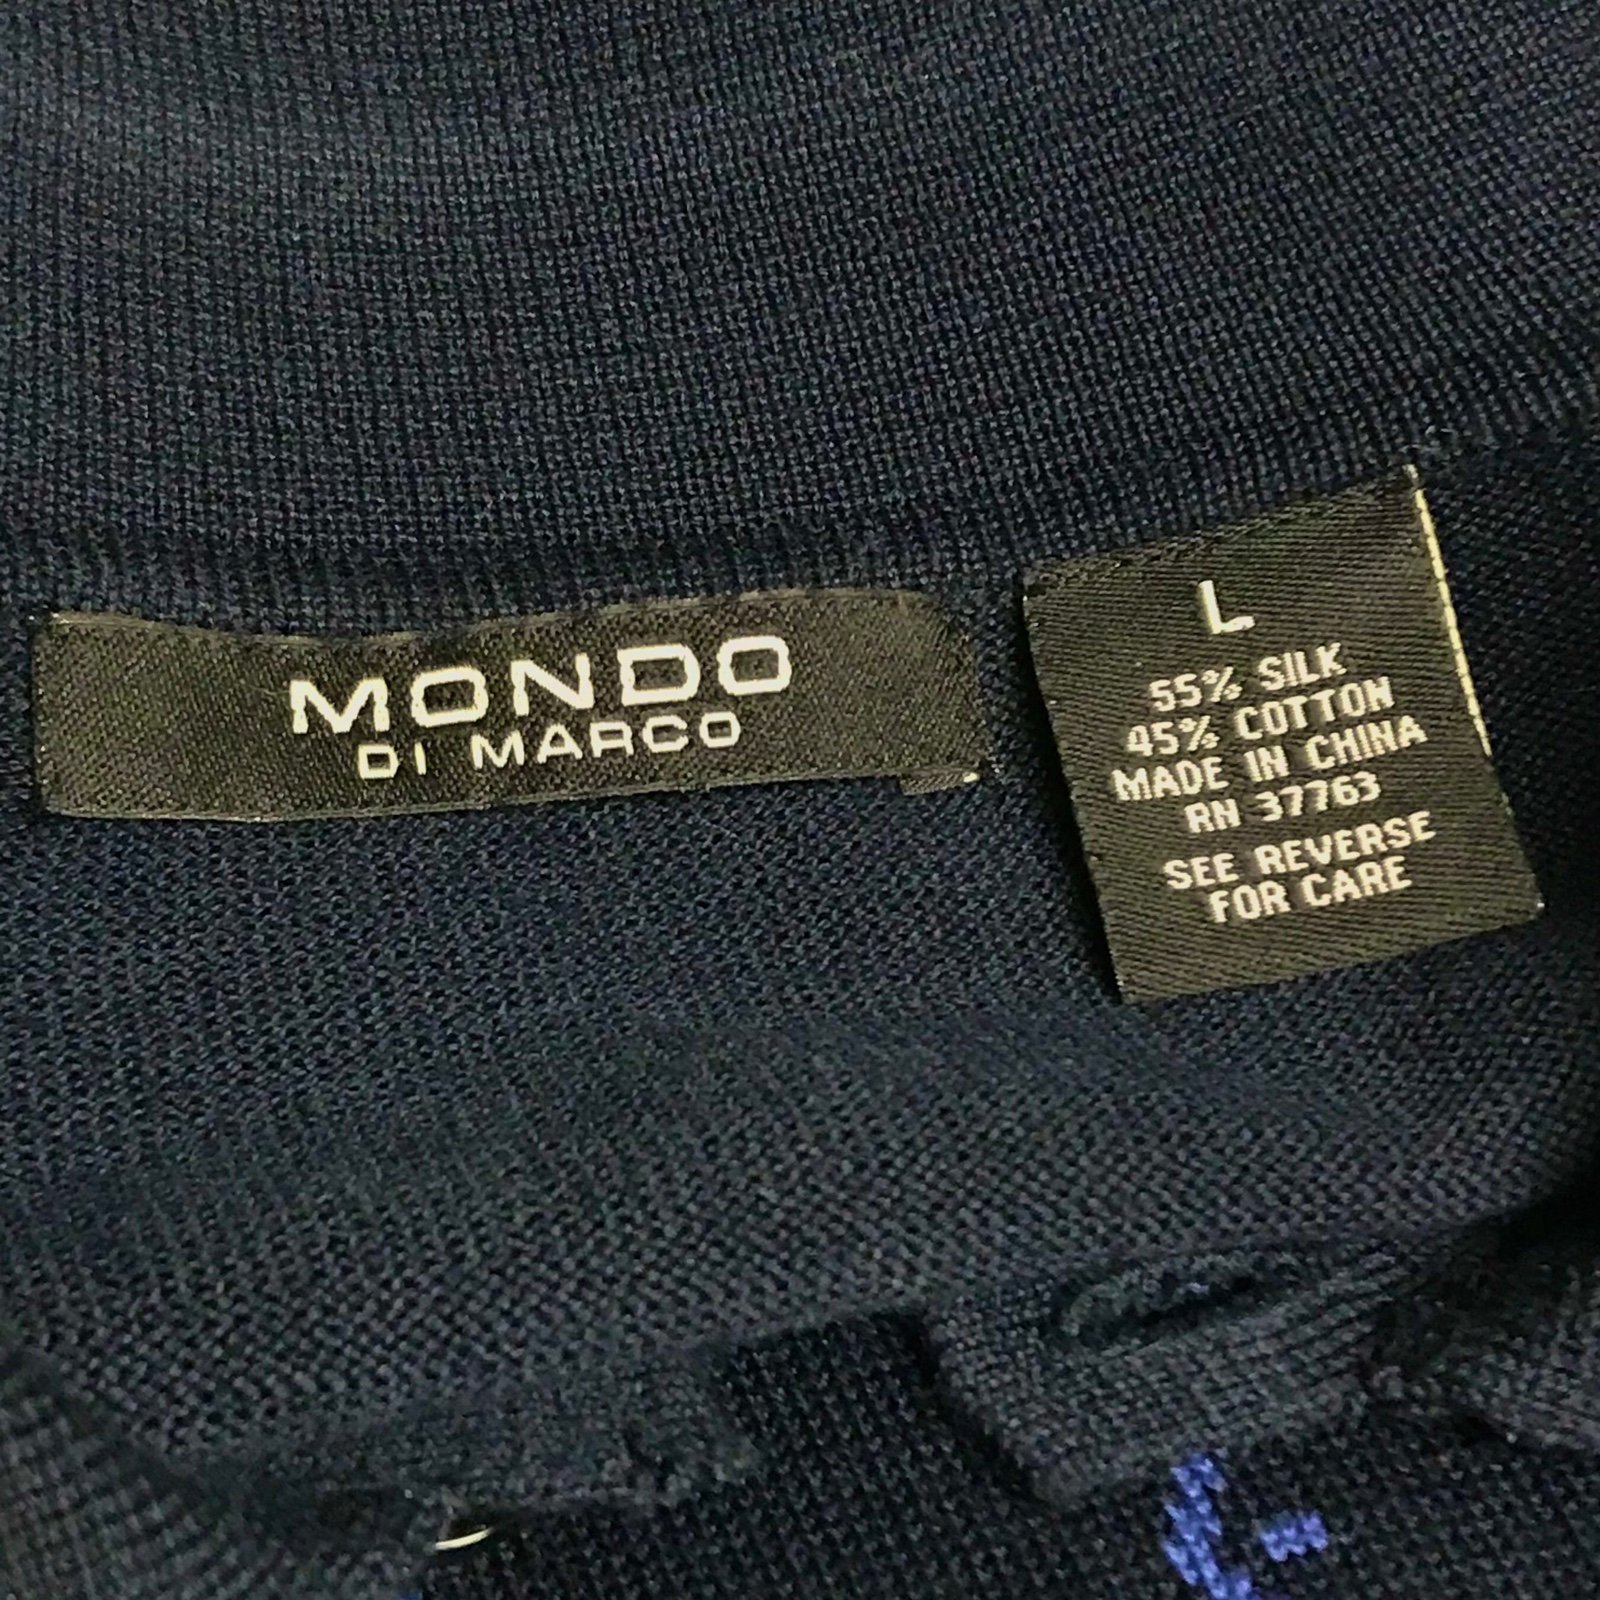 MONDO
DI MARCO
L
55% SILK
45% COTTON
MADE IN CHINA
RN 37763
SEE REVERSE
FOR CARE